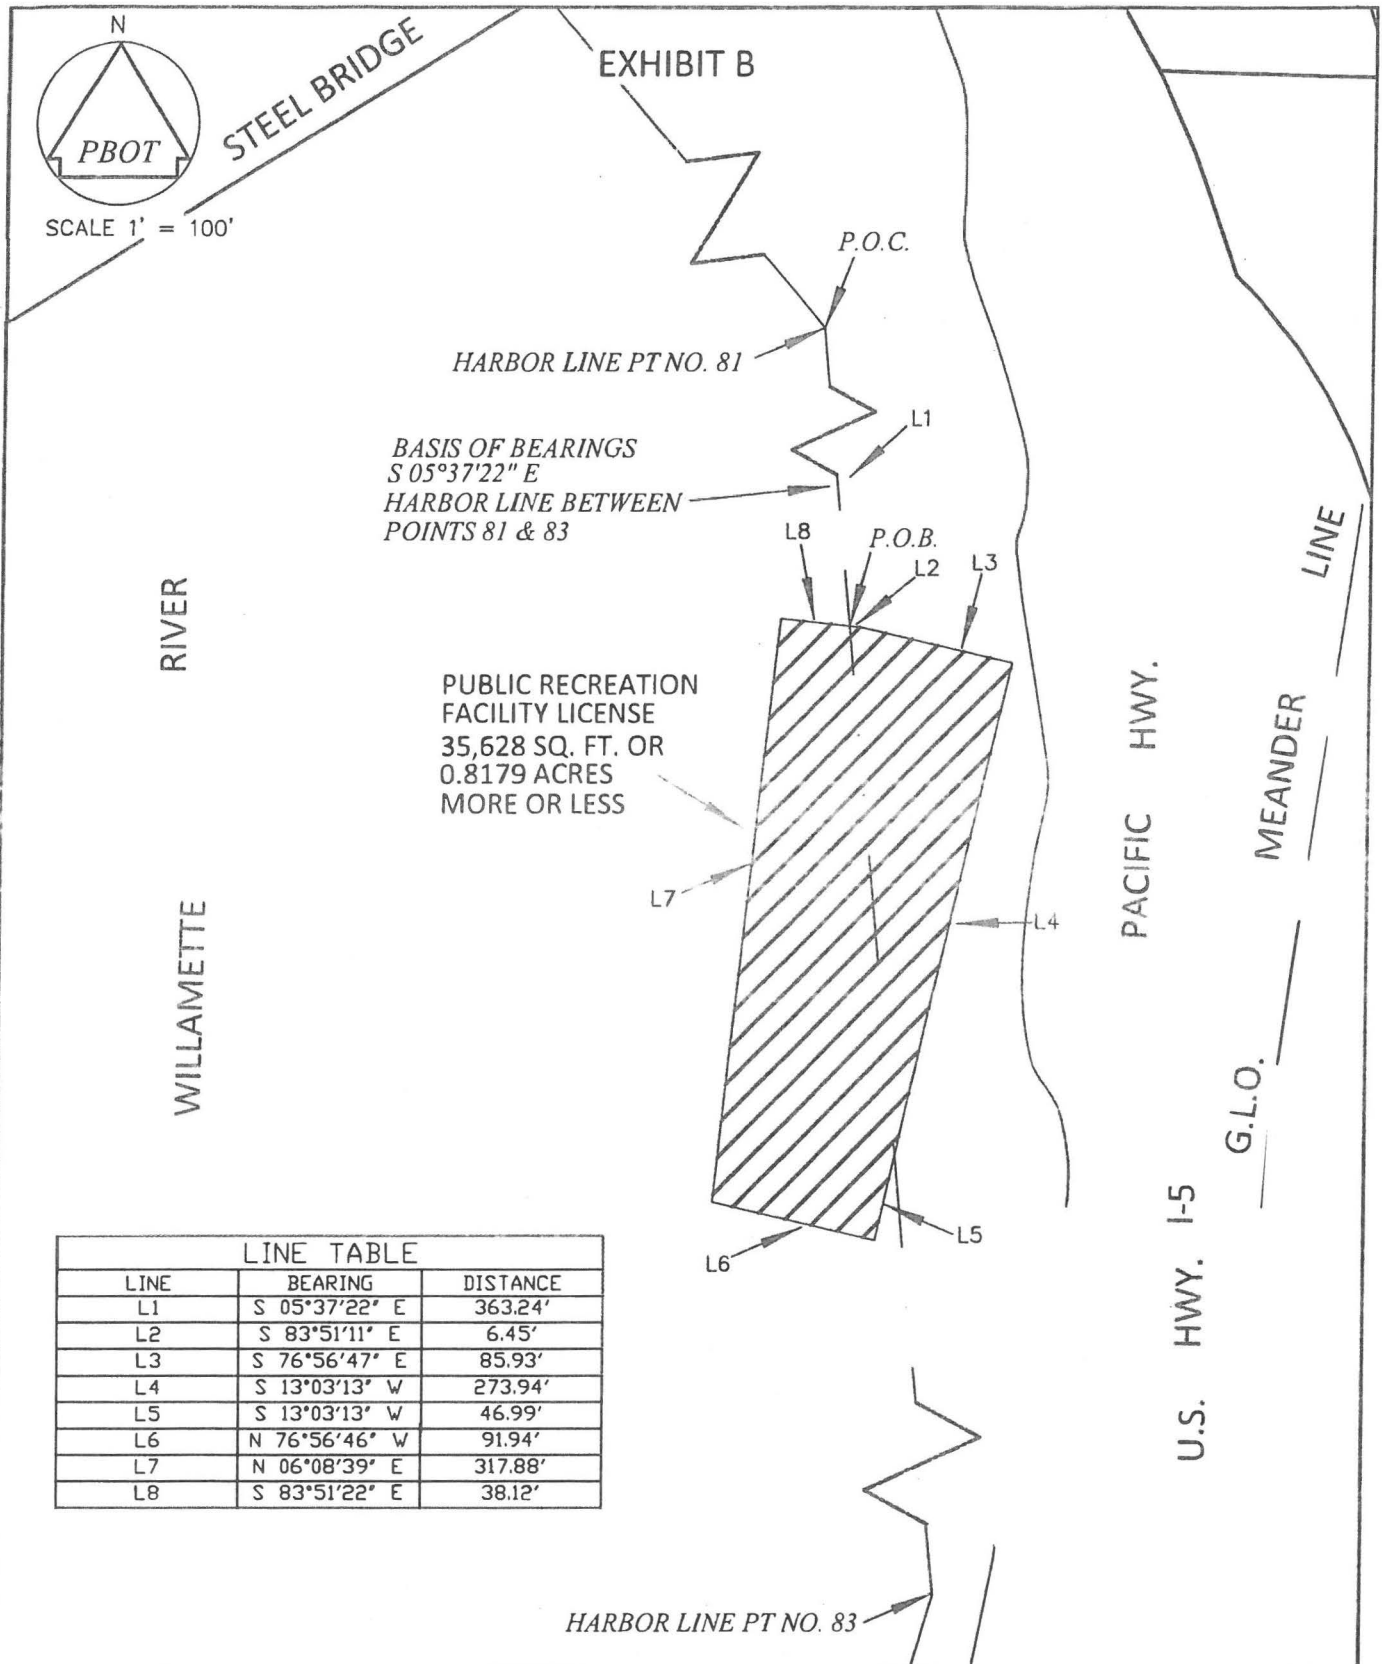 EXHIBIT B
N
PBOT
SCALE 1' = 100'
STEEL BRIDGE
P.O.C.
HARBOR LINE PT NO. 81
L1
BASIS OF BEARINGS
S 05°37'22" E
HARBOR LINE BETWEEN
POINTS 81 & 83
L8
P.O.B.
L2
L3
WILLAMETTE RIVER
PUBLIC RECREATION
FACILITY LICENSE
35,628 SQ. FT. OR
0.8179 ACRES
MORE OR LESS
L7
L4
L5
L6
PACIFIC HWY.
U.S. HWY. I-5
G.L.O. MEANDER LINE
LINE TABLE
LINE BEARING DISTANCE
L1 S 05°37'22" E 363.24'
L2 S 83°51'11" E 6.45'
L3 S 76°56'47" E 85.93'
L4 S 13°03'13" W 273.94'
L5 S 13°03'13" W 46.99'
L6 N 76°56'46" W 91.94'
L7 N 06°08'39" E 317.88'
L8 S 83°51'22" E 38.12'
HARBOR LINE PT NO. 83